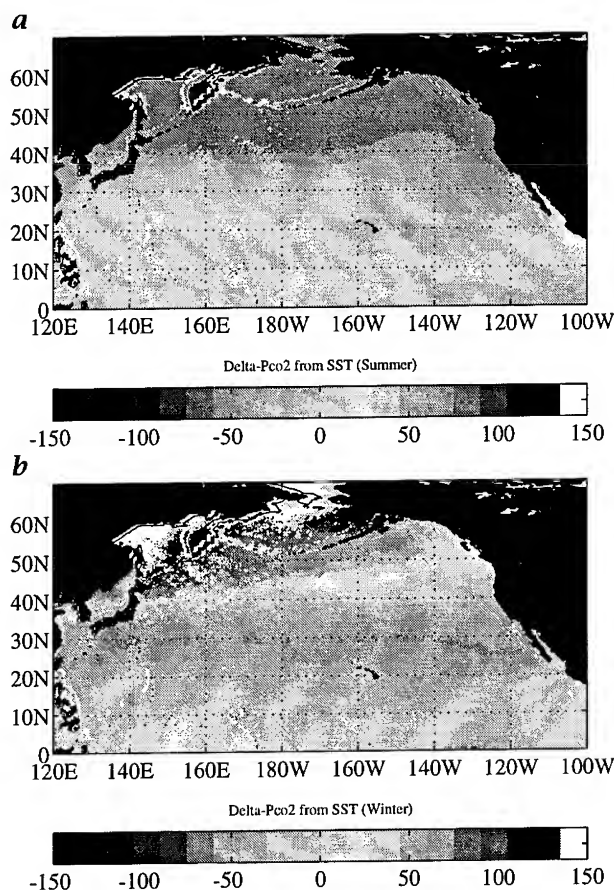 a
60N
50N
40N
30N
20N
10N
0
120E 140E 160E 180W 160W 140W 120W 100W
Delta-Pco2 from SST (Summer)
-150 -100 -50 0 50 100 150
b
60N
50N
40N
30N
20N
10N
0
120E 140E 160E 180W 160W 140W 120W 100W
Delta-Pco2 from SST (Winter)
-150 -100 -50 0 50 100 150